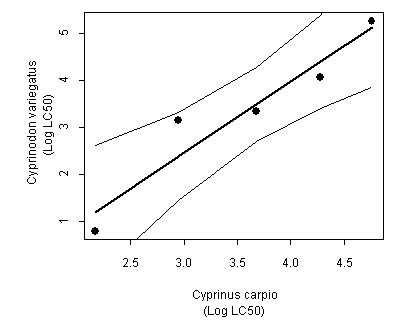 Cyprinodon variegatus
(Log LC50)
5
4
3
2
1
2.5 3.0 3.5 4.0 4.5
Cyprinus carpio
(Log LC50)